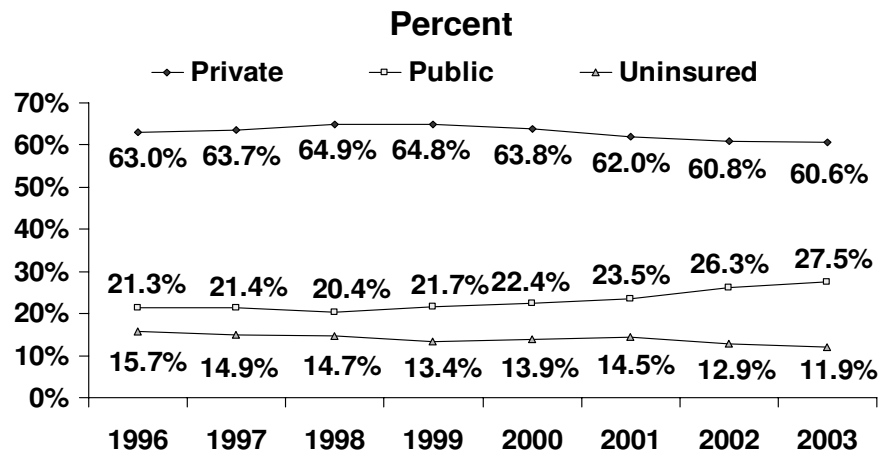 Percent
Private Public Uninsured
70%
60%
63.0% 63.7% 64.9% 64.8% 63.8% 62.0% 60.8% 60.6%
50%
40%
30%
21.3% 21.4% 20.4% 21.7% 22.4% 23.5% 26.3% 27.5%
20%
10%
15.7% 14.9% 14.7% 13.4% 13.9% 14.5% 12.9% 11.9%
0%
1996 1997 1998 1999 2000 2001 2002 2003